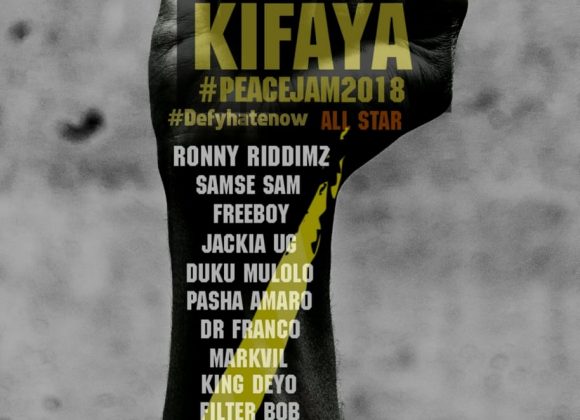 KIFAYA
#PEACEJAM2018
#Defyhatenow ALL STAR
RONNY RIDDIMZ
SAMSE SAM
FREEBOY
JACKIA UG
DUKU MULOLO
PASHA AMARO
DR FRANCO
MARKVIL
KING DEYO
FILTER BOB